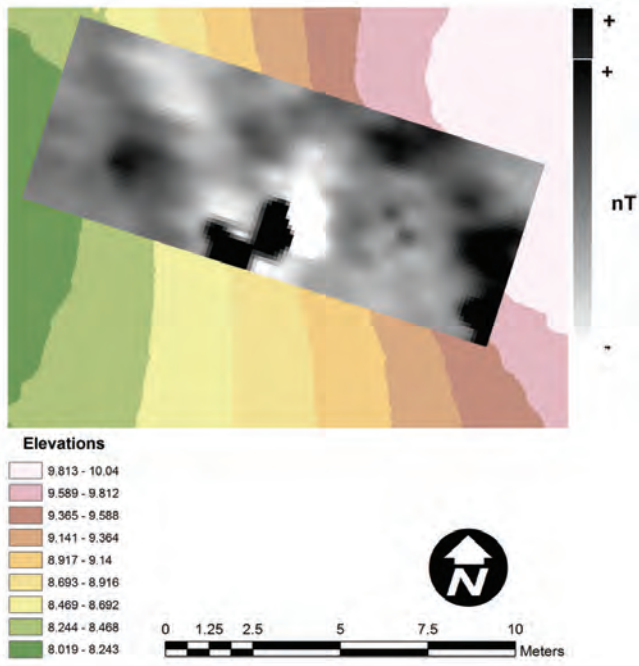 +
+
nT
-
Elevations
9.813 - 10.04
9.589 - 9.812
9.365 - 9.588
9.141 - 9.364
8.917 - 9.14
8.693 - 8.916
8.469 - 8.692
8.244 - 8.468
8.019 - 8.243
N
0 1.25 2.5 5 7.5 10
Meters